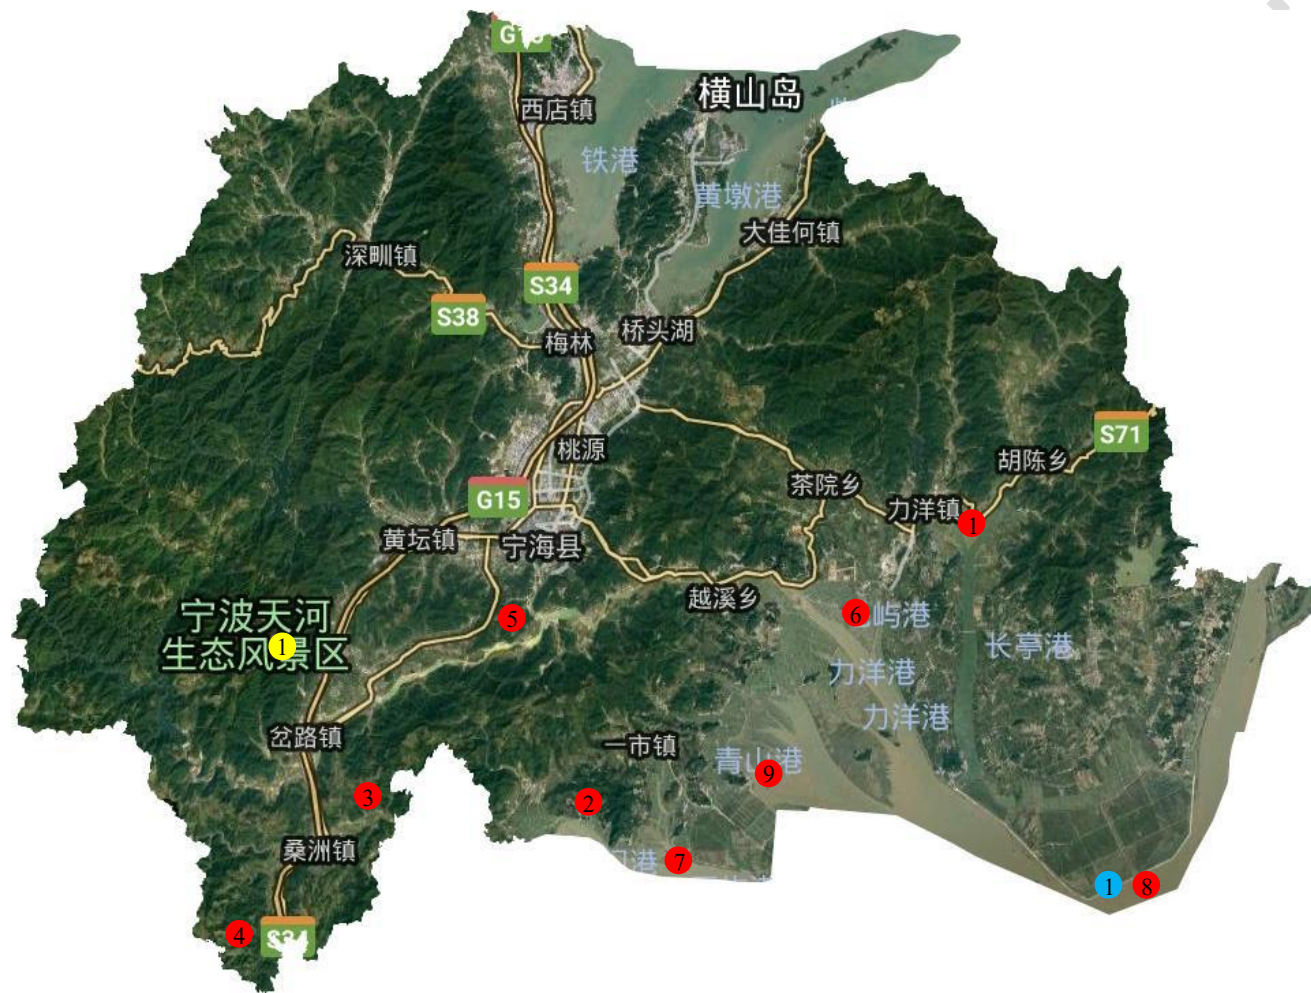 横山岛
西店镇
铁港
黄墩港
大佳何镇
深甽镇
S34
S38
梅林
桥头湖
S71
桃源
胡陈乡
茶院乡
G15
力洋镇
1
黄坛镇
宁海县
越溪乡
宁波天河
生态风景区
1
5
6
屿港
长亭港
力洋港
力洋港
岔路镇
一市镇
青山港
9
3
2
桑洲镇
7
港
1
8
4
S34